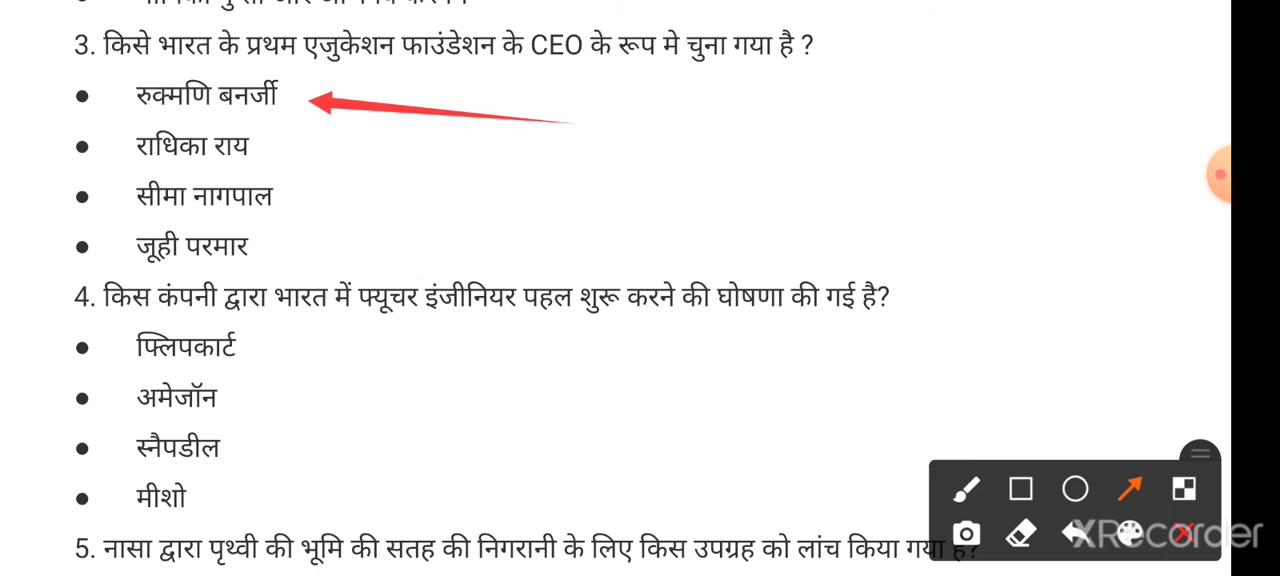 3. किसे भारत के प्रथम एजुकेशन फाउंडेशन के CEO के रूप मे चुना गया है ?
● रुक्मणि बनर्जी
● राधिका राय
● सीमा नागपाल
● जूही परमार
4. किस कंपनी द्वारा भारत में फ्यूचर इंजीनियर पहल शुरू करने की घोषणा की गई है?
● फ्लिपकार्ट
● अमेजॉन
● स्नैपडील
● मीशो
5. नासा द्वारा पृथ्वी की भूमि की सतह की निगरानी के लिए किस उपग्रह को लांच किया गया है?
XRecorder